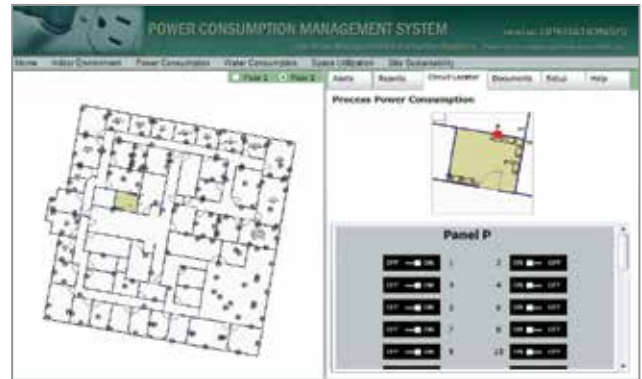 POWER CONSUMPTION MANAGEMENT SYSTEM
Home Indoor Environment Power Consumption Water Consumption Space Utilization Site Sustainability
Floor 1 Floor 2
Alerts Reports Circuit Locator Documents Setup Help
Process Power Consumption
Panel P
OFF ON 1 2 ON OFF
OFF ON 3 4 ON OFF
OFF ON 5 6 ON OFF
OFF ON 7 8 ON OFF
OFF ON 9 10 ON OFF